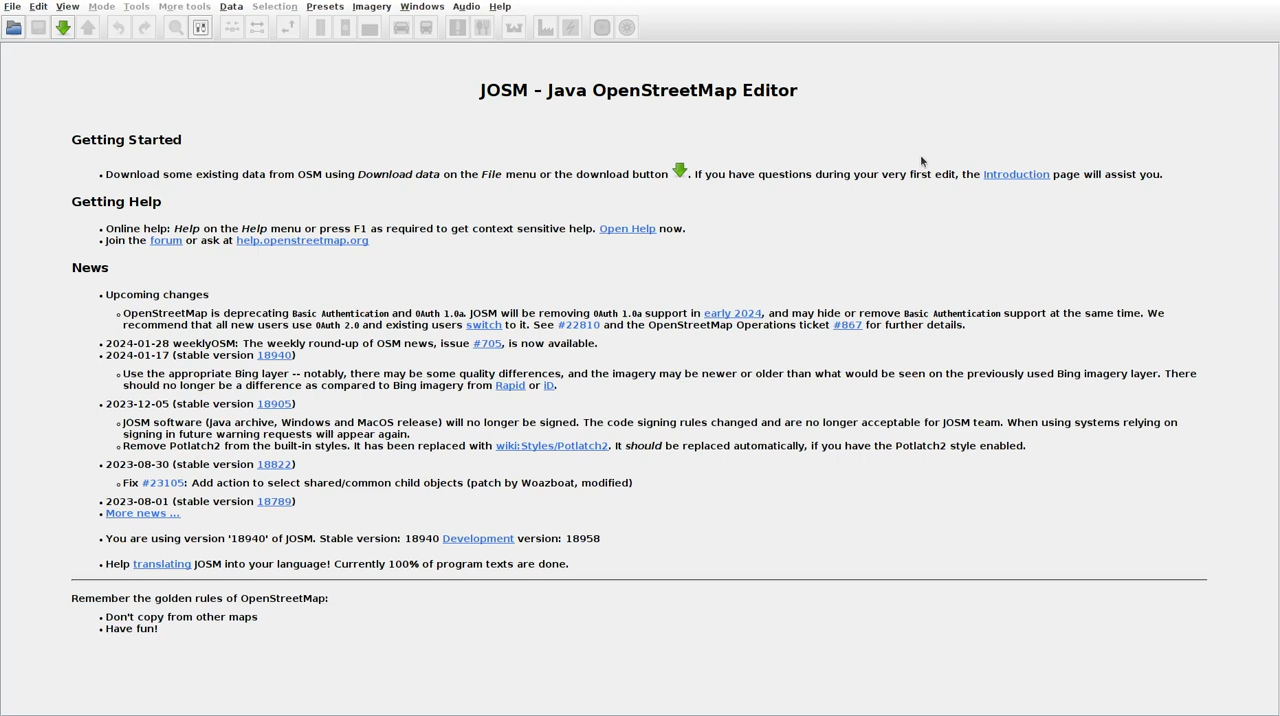 File Edit View Mode Tools More tools Data Selection Presets Imagery Windows Audio Help
JOSM – Java OpenStreetMap Editor
Getting Started
• Download some existing data from OSM using Download data on the File menu or the download button . If you have questions during your very first edit, the Introduction page will assist you.
Getting Help
• Online help: Help on the Help menu or press F1 as required to get context sensitive help. Open Help now.
• Join the forum or ask at help.openstreetmap.org
News
• Upcoming changes
◦ OpenStreetMap is deprecating Basic Authentication and OAuth 1.0a. JOSM will be removing OAuth 1.0a support in early 2024, and may hide or remove Basic Authentication support at the same time. We
recommend that all new users use OAuth 2.0 and existing users switch to it. See #22810 and the OpenStreetMap Operations ticket #867 for further details.
• 2024-01-28 weeklyOSM: The weekly round-up of OSM news, issue #705, is now available.
• 2024-01-17 (stable version 18940)
◦ Use the appropriate Bing layer -- notably, there may be some quality differences, and the imagery may be newer or older than what would be seen on the previously used Bing imagery layer. There
should no longer be a difference as compared to Bing imagery from Rapid or iD.
• 2023-12-05 (stable version 18905)
◦ JOSM software (Java archive, Windows and MacOS release) will no longer be signed. The code signing rules changed and are no longer acceptable for JOSM team. When using systems relying on
signing in future warning requests will appear again.
◦ Remove Potlatch2 from the built-in styles. It has been replaced with wiki:Styles/Potlatch2. It should be replaced automatically, if you have the Potlatch2 style enabled.
• 2023-08-30 (stable version 18822)
◦ Fix #23105: Add action to select shared/common child objects (patch by Woazboat, modified)
• 2023-08-01 (stable version 18789)
• More news ...
• You are using version '18940' of JOSM. Stable version: 18940 Development version: 18958
• Help translating JOSM into your language! Currently 100% of program texts are done.
Remember the golden rules of OpenStreetMap:
• Don't copy from other maps
• Have fun!